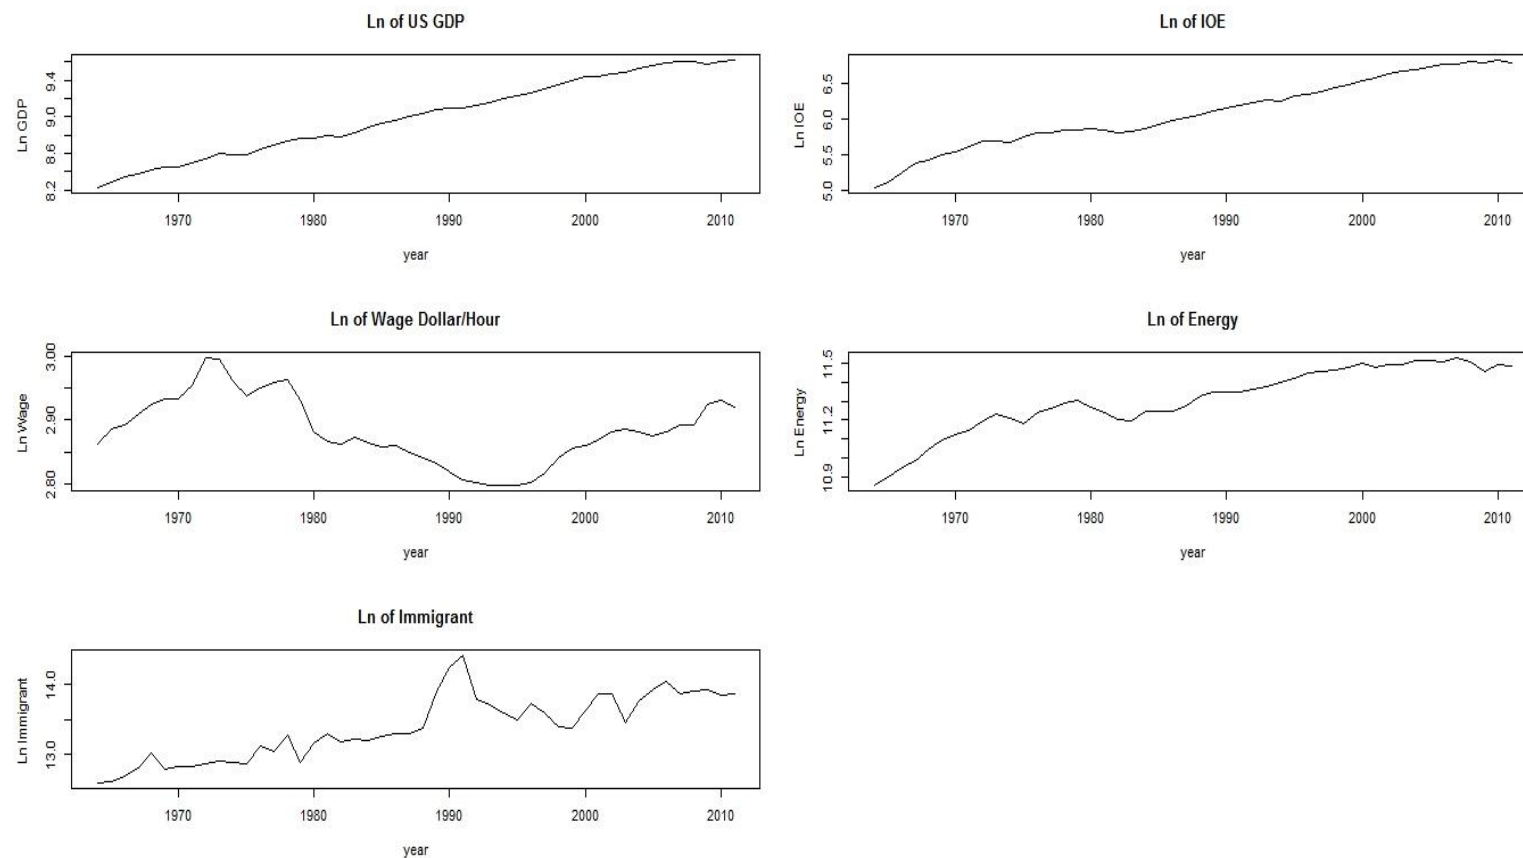 Ln of US GDP
Ln GDP
9.4
9.0
8.6
8.2
1970 1980 1990 2000 2010
year
Ln of IOE
Ln IOE
6.5
6.0
5.5
5.0
1970 1980 1990 2000 2010
year
Ln of Wage Dollar/Hour
Ln Wage
3.00
2.90
2.80
1970 1980 1990 2000 2010
year
Ln of Energy
Ln Energy
11.5
11.2
10.9
1970 1980 1990 2000 2010
year
Ln of Immigrant
Ln Immigrant
14.0
13.0
1970 1980 1990 2000 2010
year